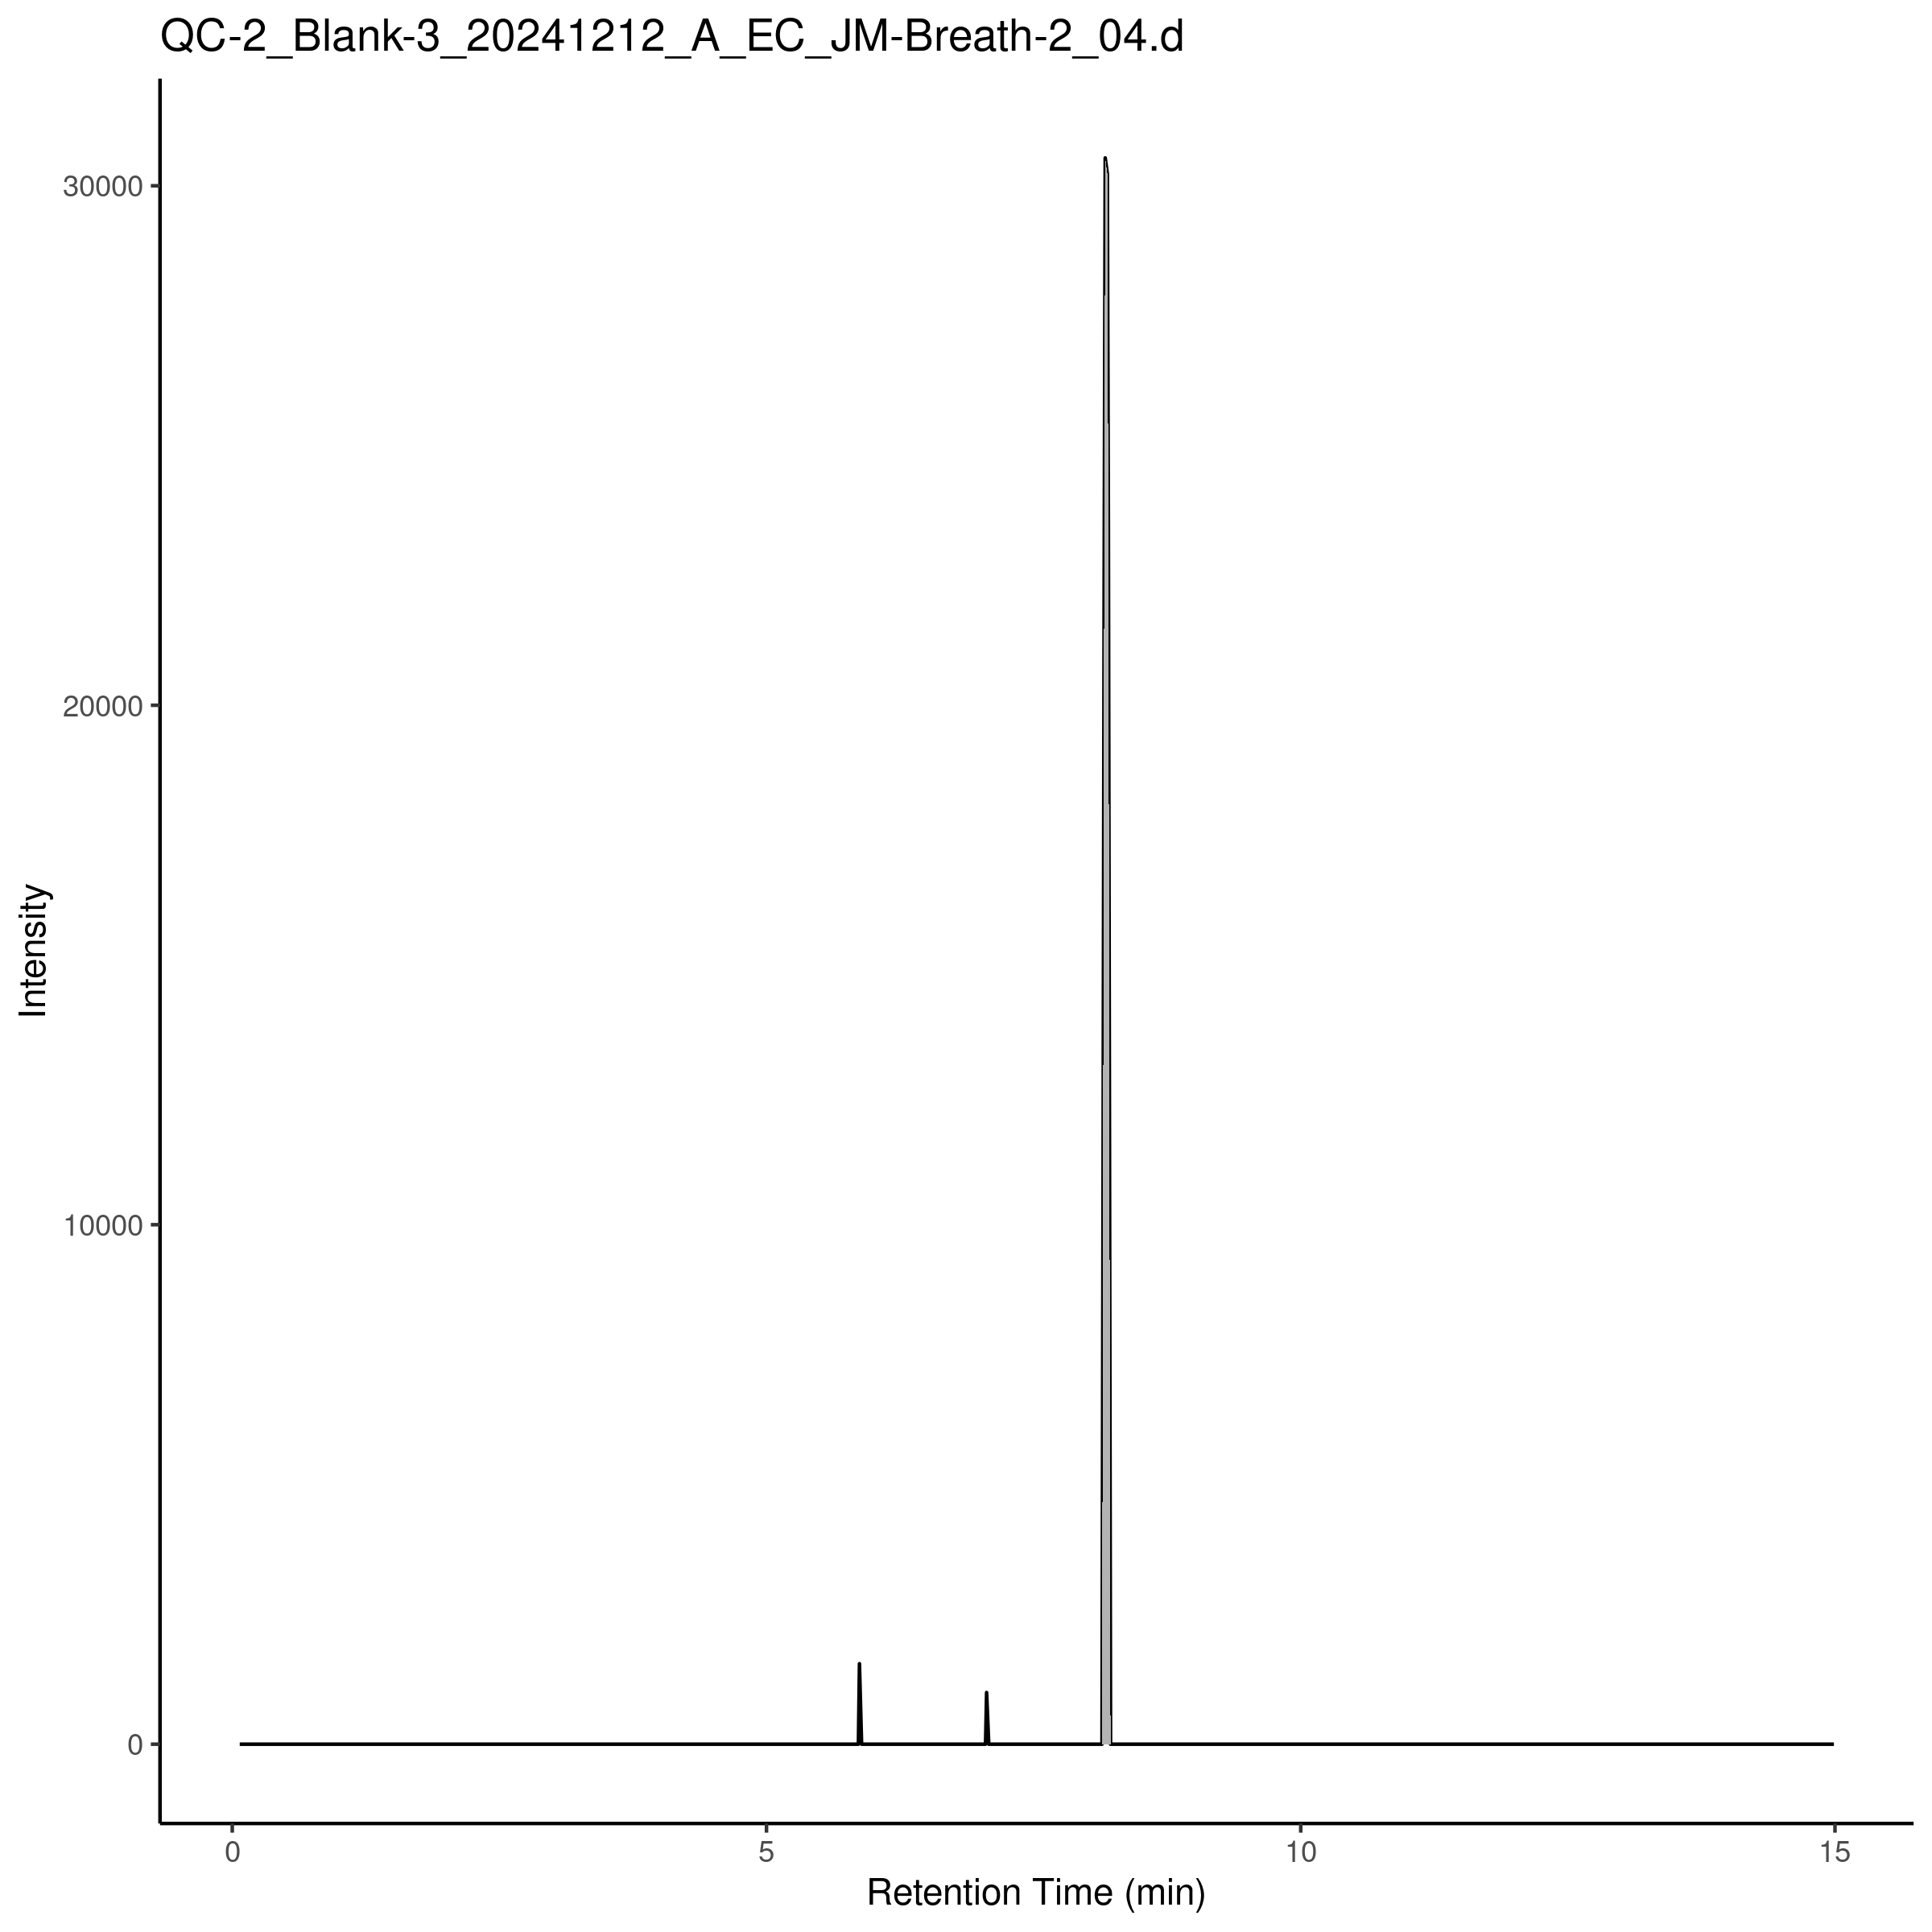 QC-2_Blank-3_20241212_A_EC_JM-Breath-2_04.d
30000
20000
10000
0
Intensity
0
5
10
15
Retention Time (min)